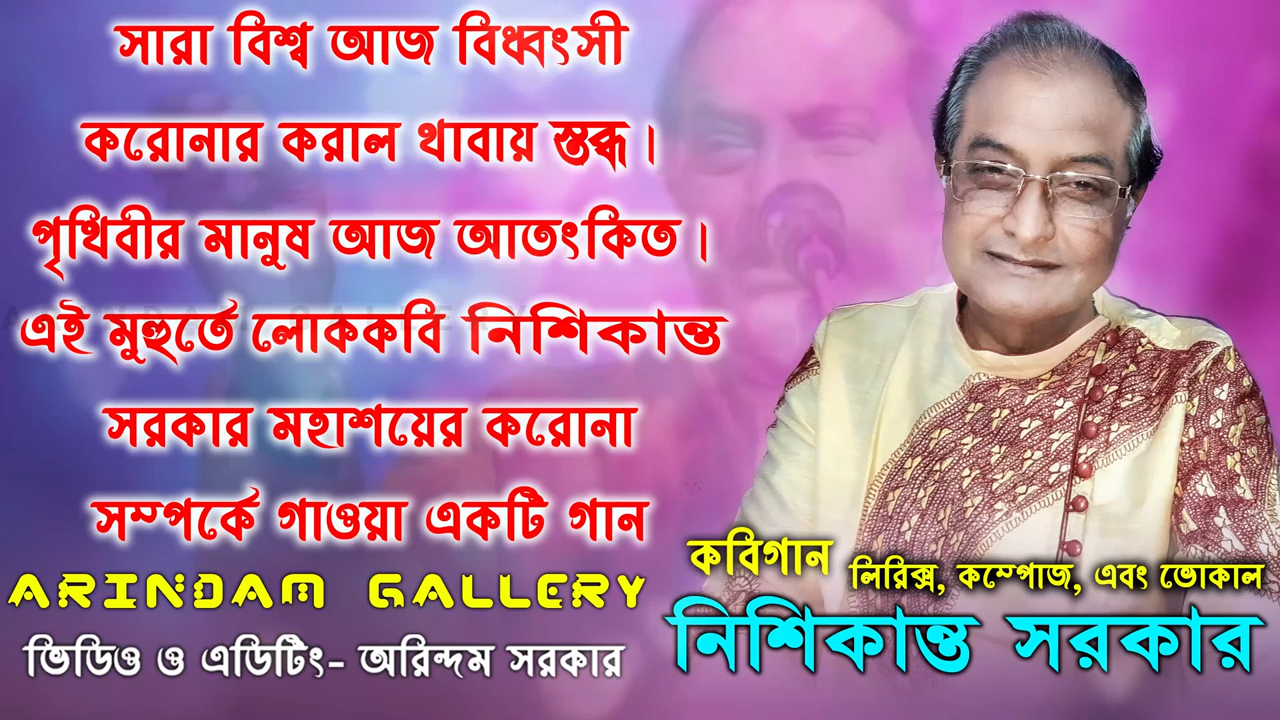 সারা বিশ্ব আজ বিধ্বংসী
করোনার করাল থাবায় স্তব্ধ।
পৃথিবীর মানুষ আজ আতংকিত।
এই মুহুর্তে লোককবি নিশিকান্ত
সরকার মহাশয়ের করোনা
সম্পর্কে গাওয়া একটি গান
ARINDAM GALLERY
ভিডিও ও এডিটিং- অরিন্দম সরকার
কবিগান লিরিক্স, কম্পোজ, এবং ভোকাল
নিশিকান্ত সরকার